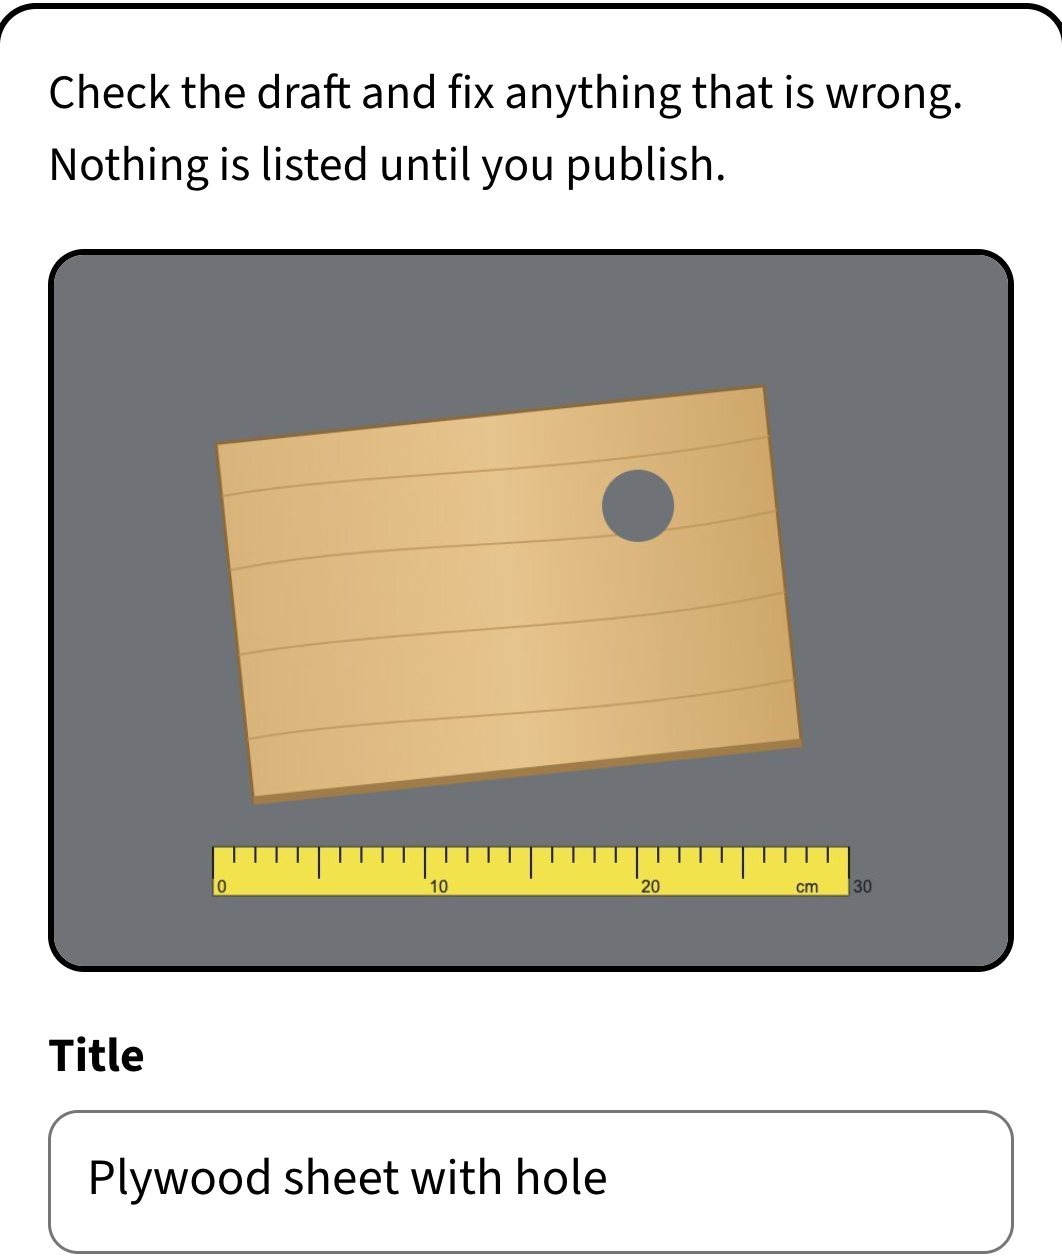 Check the draft and fix anything that is wrong.
Nothing is listed until you publish.
0 10 20 cm 30
Title
Plywood sheet with hole